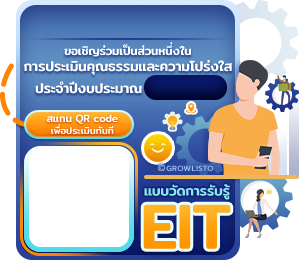 ขอเชิญร่วมเป็นส่วนหนึ่งใน
การประเมินคุณธรรมและความโปร่งใส
ประจำปีงบประมาณ
สแกน QR code
เพื่อประเมินทันที
©GROWLISTO
แบบวัดการรับรู้
EIT